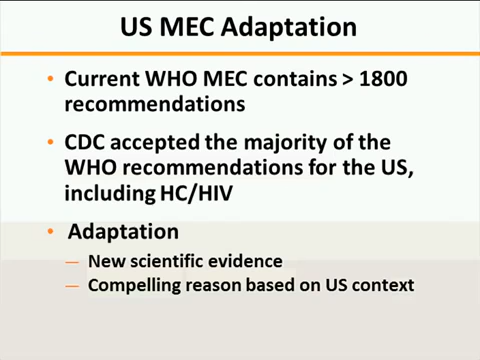 US MEC Adaptation
• Current WHO MEC contains > 1800
recommendations
• CDC accepted the majority of the
WHO recommendations for the US,
including HC/HIV
• Adaptation
— New scientific evidence
— Compelling reason based on US context